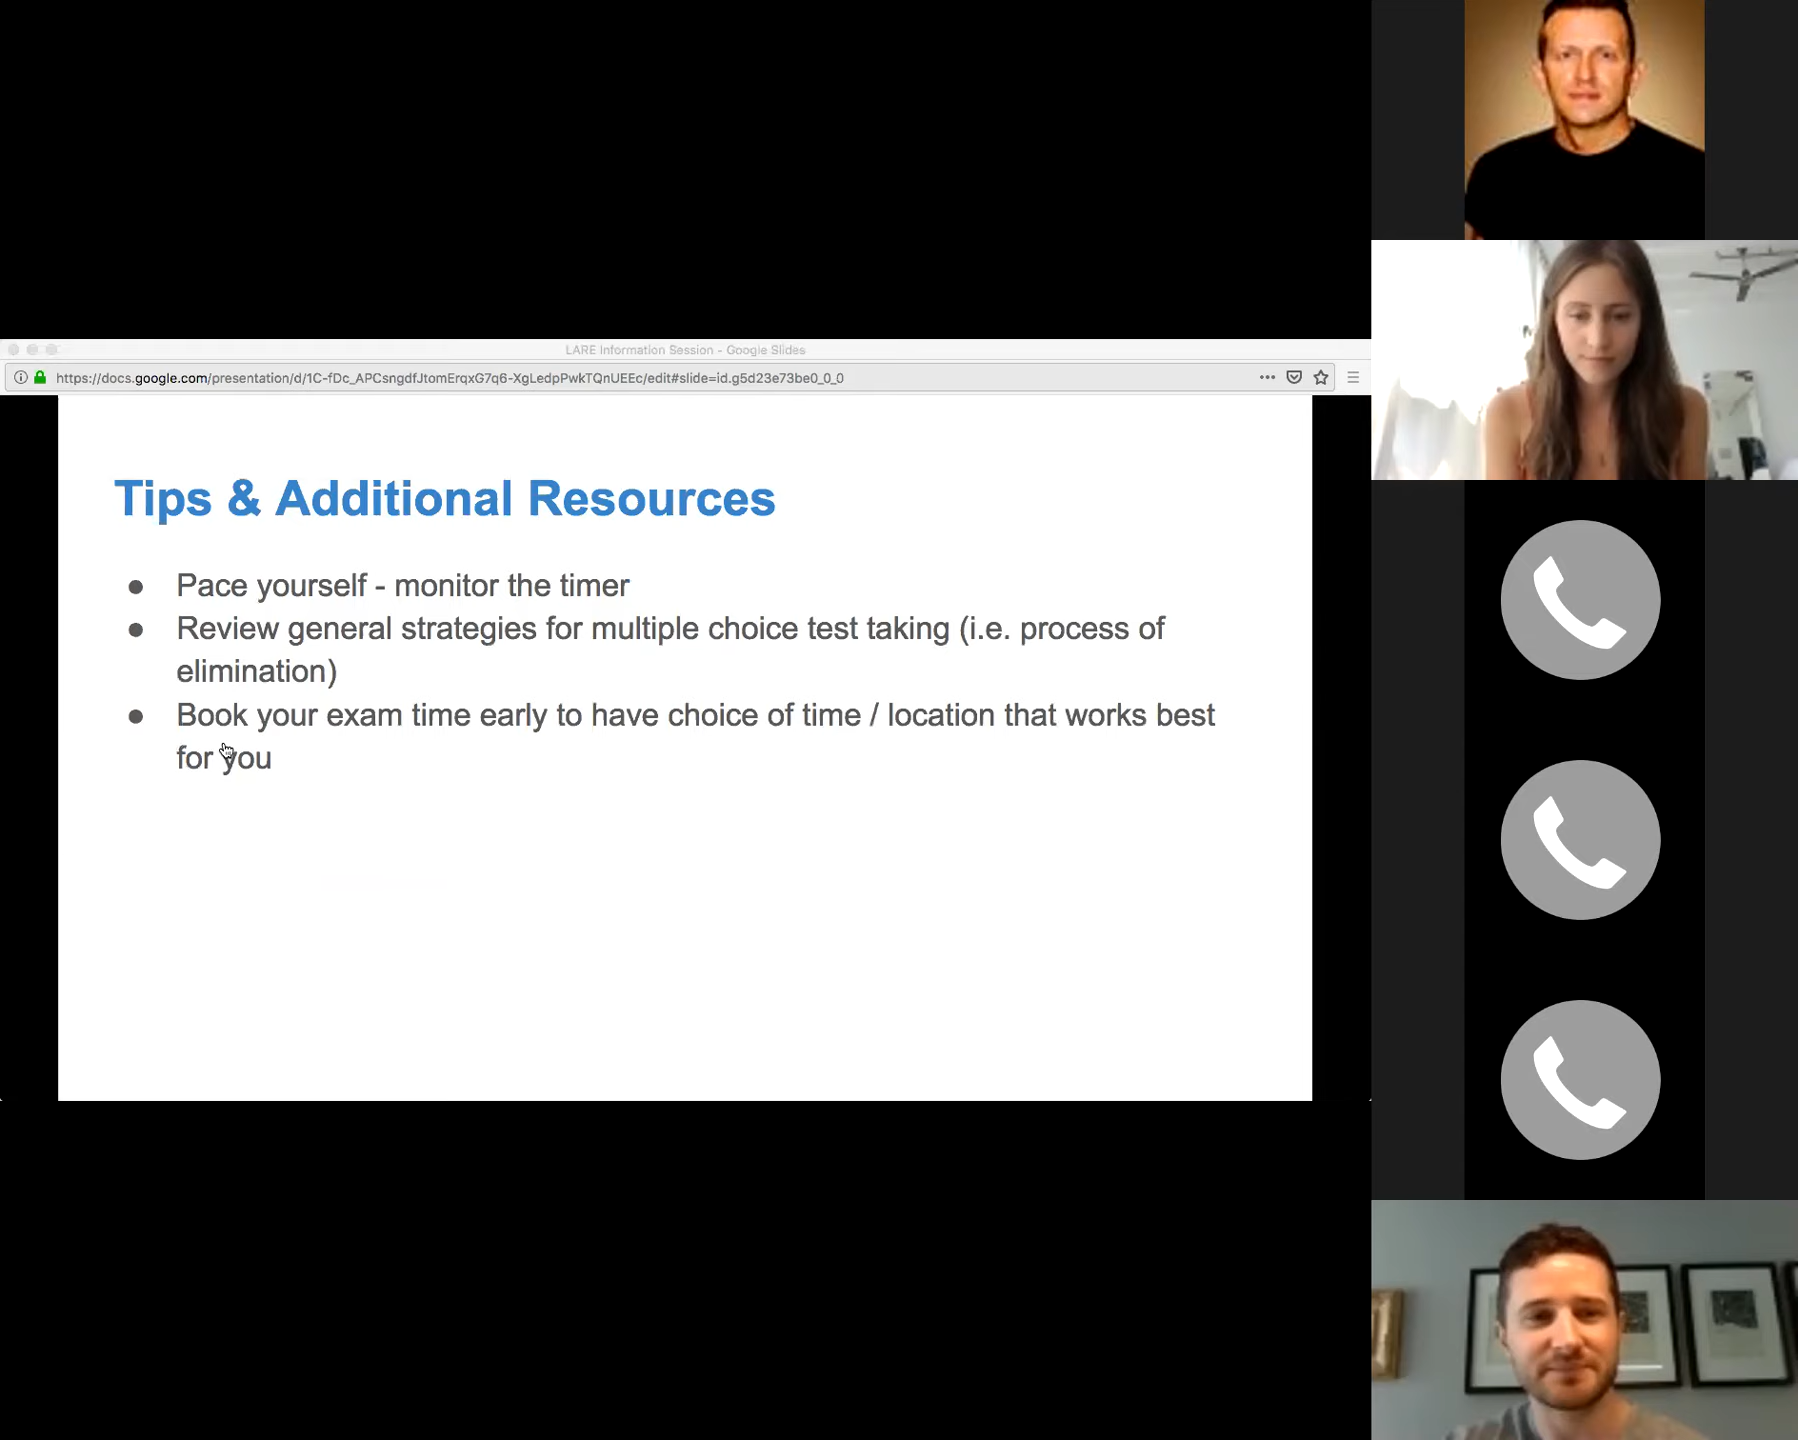 LARE Information Session - Google Slides
https://docs.google.com/presentation/d/1C-fDc_APCsngdfJtomErqxG7q6-XgLedpPwkTQnUEEc/edit#slide=id.g5d23e73be0_0_0
Tips & Additional Resources
● Pace yourself - monitor the timer
● Review general strategies for multiple choice test taking (i.e. process of
elimination)
● Book your exam time early to have choice of time / location that works best
for you